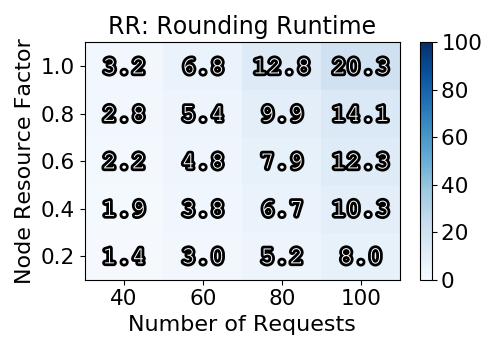 RR: Rounding Runtime
Node Resource Factor
1.0 3.2 6.8 12.8 20.3
0.8 2.8 5.4 9.9 14.1
0.6 2.2 4.8 7.9 12.3
0.4 1.9 3.8 6.7 10.3
0.2 1.4 3.0 5.2 8.0
40 60 80 100
Number of Requests
100
80
60
40
20
0